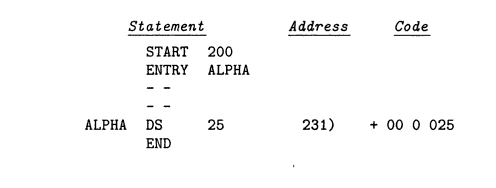 Statement Address Code
START 200
ENTRY ALPHA
- -
- -
ALPHA DS 25 231) + 00 0 025
END